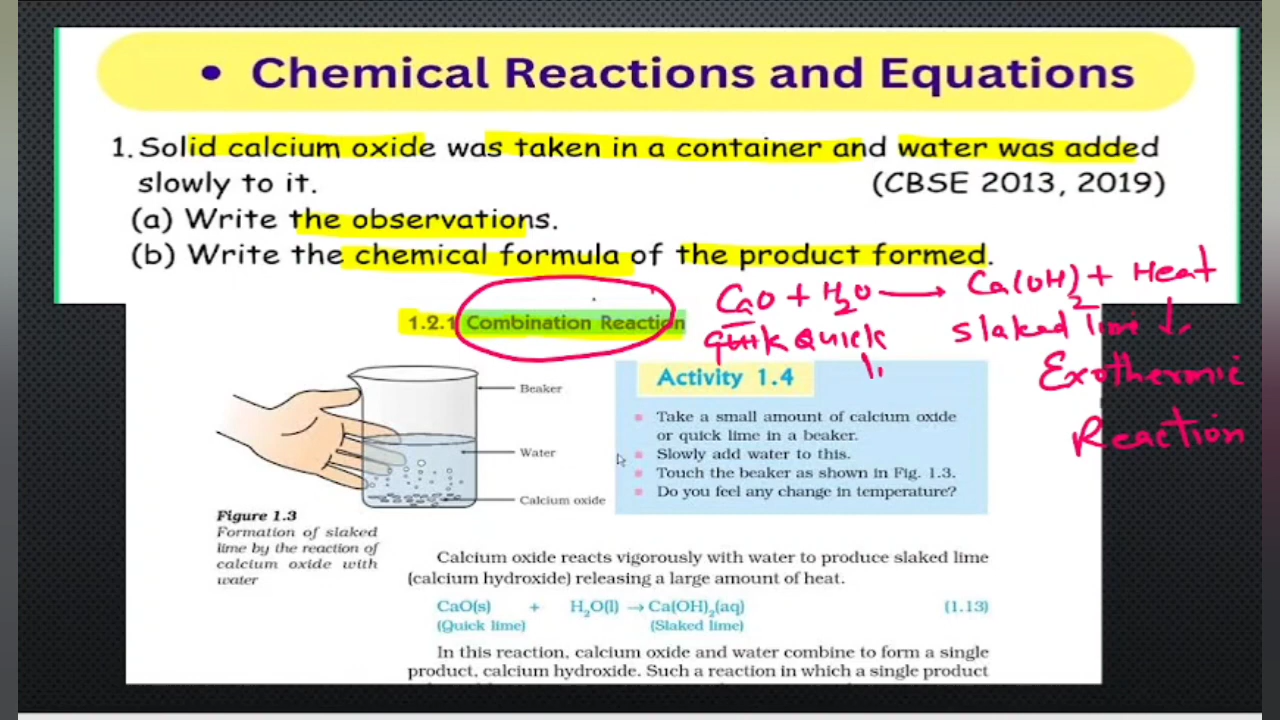 • Chemical Reactions and Equations
1. Solid calcium oxide was taken in a container and water was added
slowly to it. (CBSE 2013, 2019)
(a) Write the observations.
(b) Write the chemical formula of the product formed.
CaO + H₂O → Ca(OH)₂ + Heat
Quick slaked lime ↓
Exothermic
Reaction
1.2.1 Combination Reaction
Beaker
Water
Calcium oxide
Figure 1.3
Formation of slaked
lime by the reaction of
calcium oxide with
water
Activity 1.4
Take a small amount of calcium oxide
or quick lime in a beaker.
Slowly add water to this.
Touch the beaker as shown in Fig. 1.3.
Do you feel any change in temperature?
Calcium oxide reacts vigorously with water to produce slaked lime
(calcium hydroxide) releasing a large amount of heat.
CaO(s) + H₂O(l) → Ca(OH)₂(aq) (1.13)
(Quick lime) (Slaked lime)
In this reaction, calcium oxide and water combine to form a single
product, calcium hydroxide. Such a reaction in which a single product